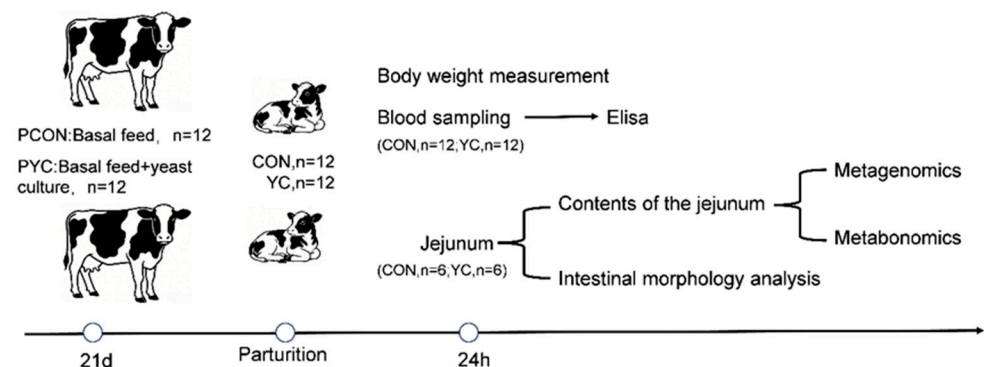 PCON:Basal feed, n=12
PYC:Basal feed+yeast
culture, n=12
CON,n=12
YC,n=12
Body weight measurement
Blood sampling
Elisa
(CON,n=12;YC,n=12)
Jejunum
(CON,n=6;YC,n=6)
Contents of the jejunum
Intestinal morphology analysis
Metagenomics
Metabonomics
21d
Parturition
24h